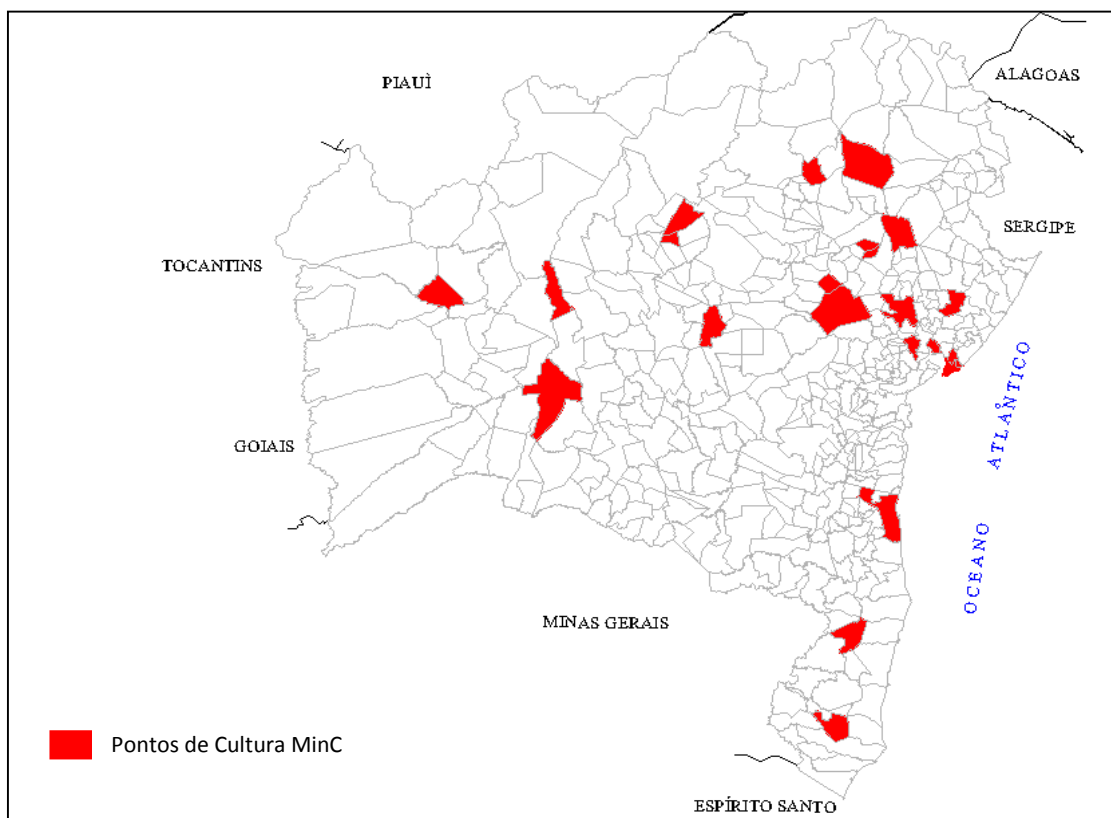 PIAUÌ
ALAGOAS
SERGIPE
TOCANTINS
GOIAIS
OCEANO ATLÂNTICO
MINAS GERAIS
Pontos de Cultura MinC
ESPÍRITO SANTO